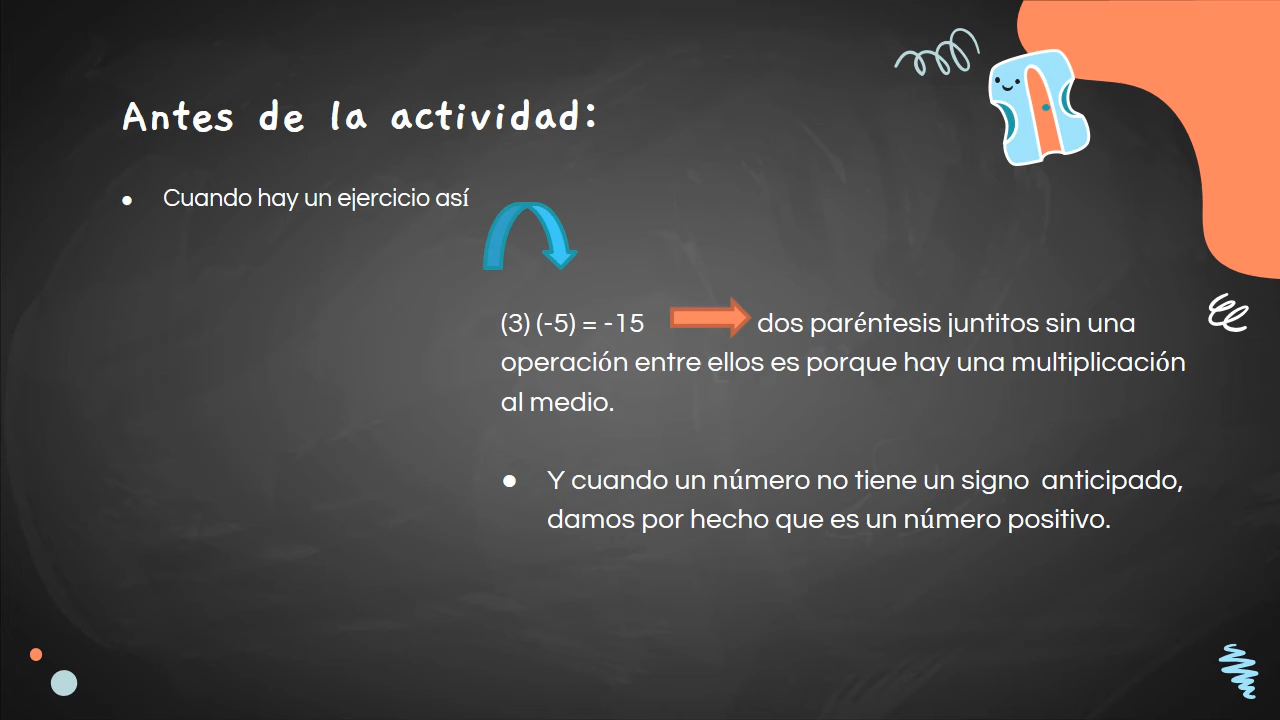 Antes de la actividad:
● Cuando hay un ejercicio así
(3) (-5) = -15 dos paréntesis juntitos sin una
operación entre ellos es porque hay una multiplicación
al medio.
● Y cuando un número no tiene un signo anticipado,
damos por hecho que es un número positivo.